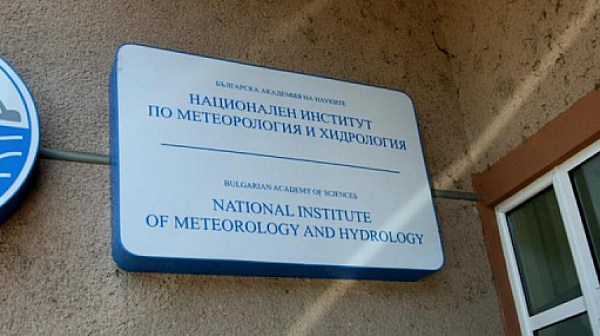 БЪЛГАРСКА АКАДЕМИЯ НА НАУКИТЕ
НАЦИОНАЛЕН ИНСТИТУТ
ПО МЕТЕОРОЛОГИЯ И ХИДРОЛОГИЯ
BULGARIAN ACADEMY OF SCIENCES
NATIONAL INSTITUTE
OF METEOROLOGY AND HYDROLOGY